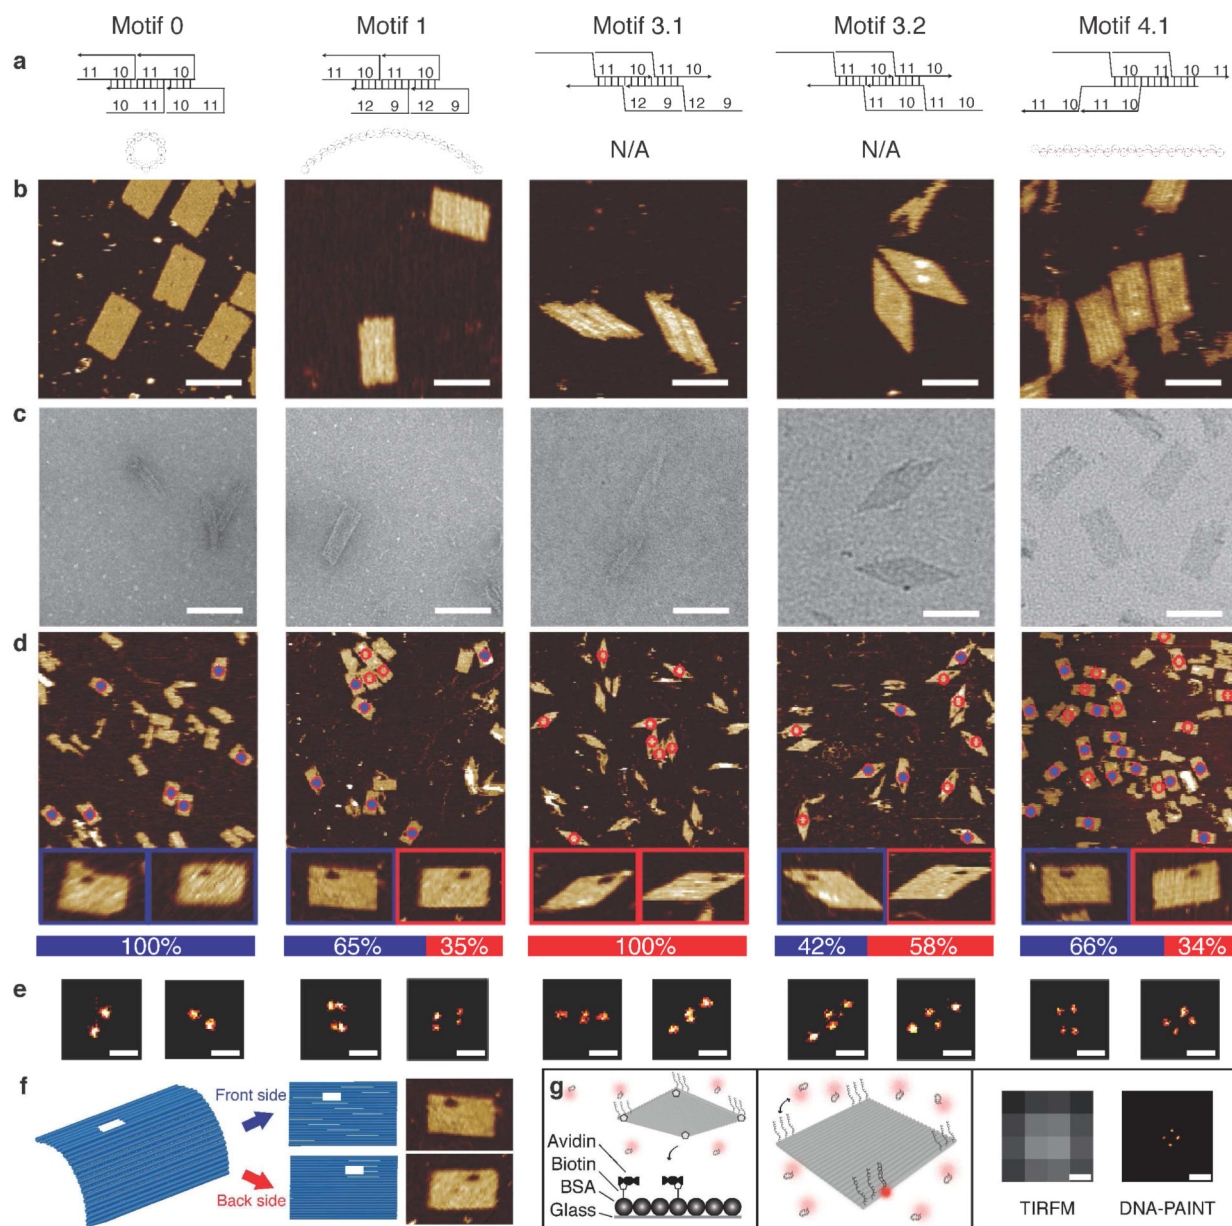 Motif 0 Motif 1 Motif 3.1 Motif 3.2 Motif 4.1
a
11 10 11 10 11 10 11 10 11 10 11 10 11 10 11 10 10 11 10 11
10 11 10 11 12 9 12 9 12 9 12 9 11 10 11 10 11 10 11 10
N/A N/A
b
c
d
100% 65% 35% 100% 42% 58% 66% 34%
e
f
Front side
Back side
g
Avidin
Biotin
BSA
Glass
TIRFM DNA-PAINT